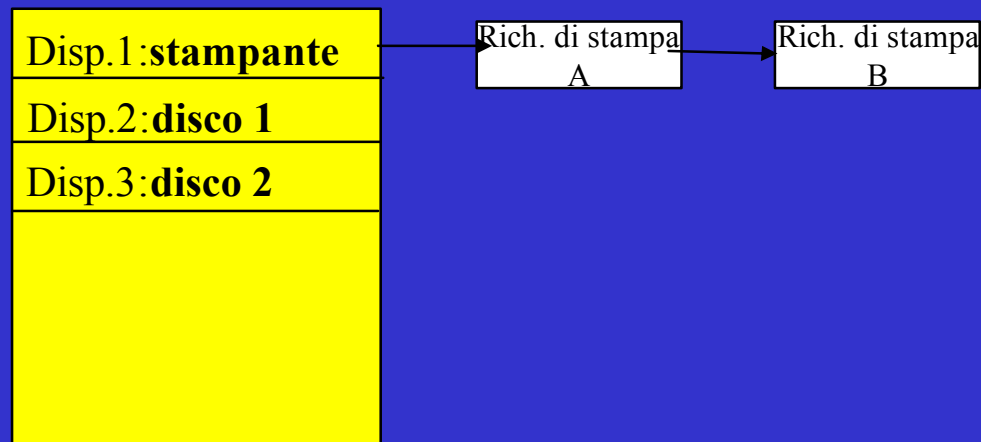 Disp.1:stampante
Rich. di stampa
A
Rich. di stampa
B
Disp.2:disco 1
Disp.3:disco 2